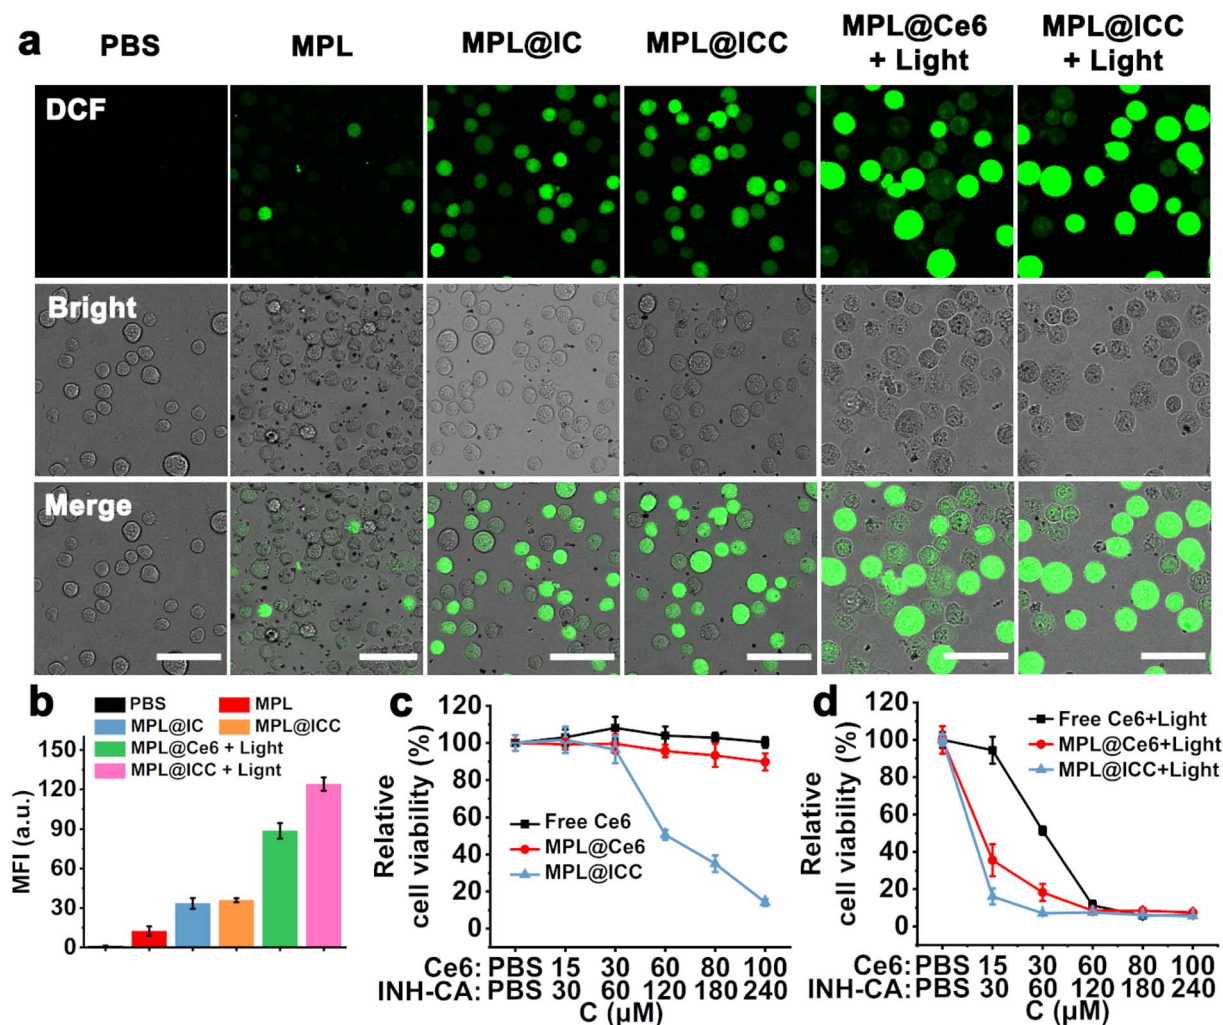 a
PBS
MPL
MPL@IC
MPL@ICC
MPL@Ce6
+ Light
MPL@ICC
+ Light
DCF
Bright
Merge
b
PBS
MPL
MPL@IC
MPL@ICC
MPL@Ce6 + Light
MPL@ICC + Lignt
MFI (a.u.)
150
120
90
60
30
0
c
Relative
cell viability (%)
120
100
80
60
40
20
0
Free Ce6
MPL@Ce6
MPL@ICC
Ce6: PBS 15 30 60 80 100
INH-CA: PBS 30 60 120 180 240
C (μM)
d
Relative
cell viability (%)
120
100
80
60
40
20
0
Free Ce6+Light
MPL@Ce6+Light
MPL@ICC+Light
Ce6: PBS 15 30 60 80 100
INH-CA: PBS 30 60 120 180 240
C (μM)